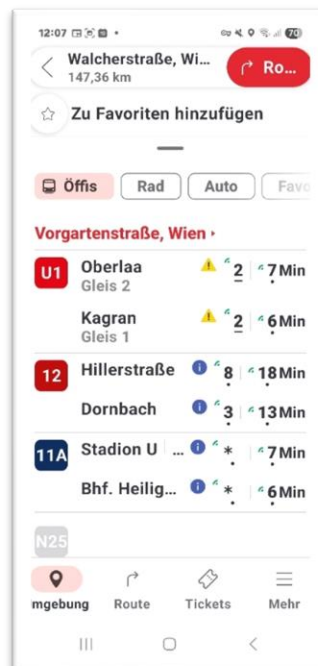 12:07
70
Walcherstraße, Wi...
147,36 km
Ro...
Zu Favoriten hinzufügen
Öffis Rad Auto Favo
Vorgartenstraße, Wien
U1 Oberlaa 2 7 Min
Gleis 2
Kagran 2 6 Min
Gleis 1
12 Hillerstraße 8 18 Min
Dornbach 3 13 Min
11A Stadion U ... * 7 Min
Bhf. Heilig... * 6 Min
N25
mgebung Route Tickets Mehr